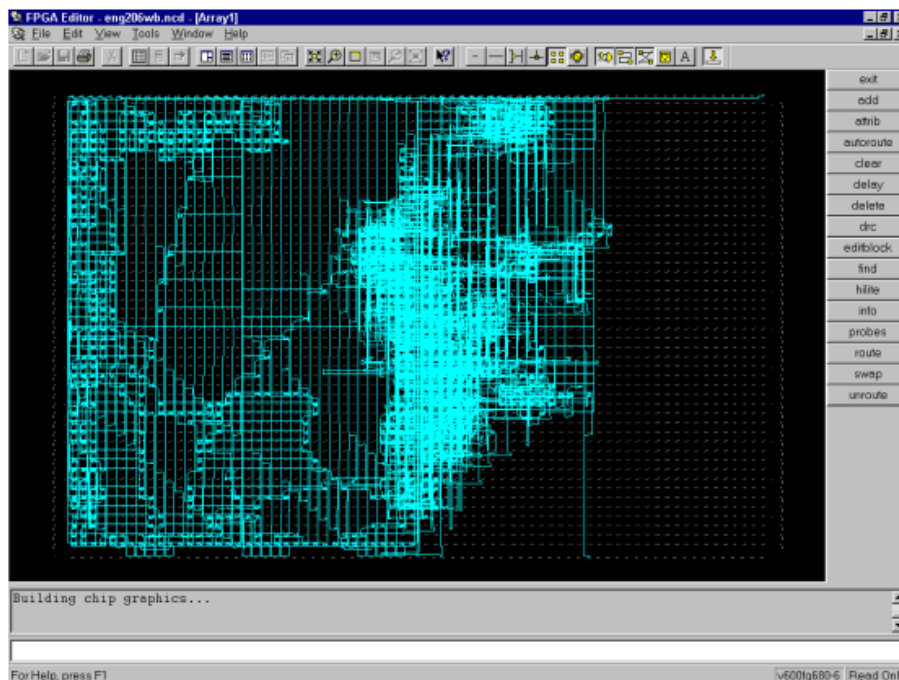 FPGA Editor - eng206wb.ncd - [Array1]
File Edit View Tools Window Help
A
exit
add
attrib
autoroute
clear
delay
delete
drc
editblock
find
hilite
info
probes
route
swap
unroute
Building chip graphics...
For Help, press F1
v600fg680-6 Read Onl